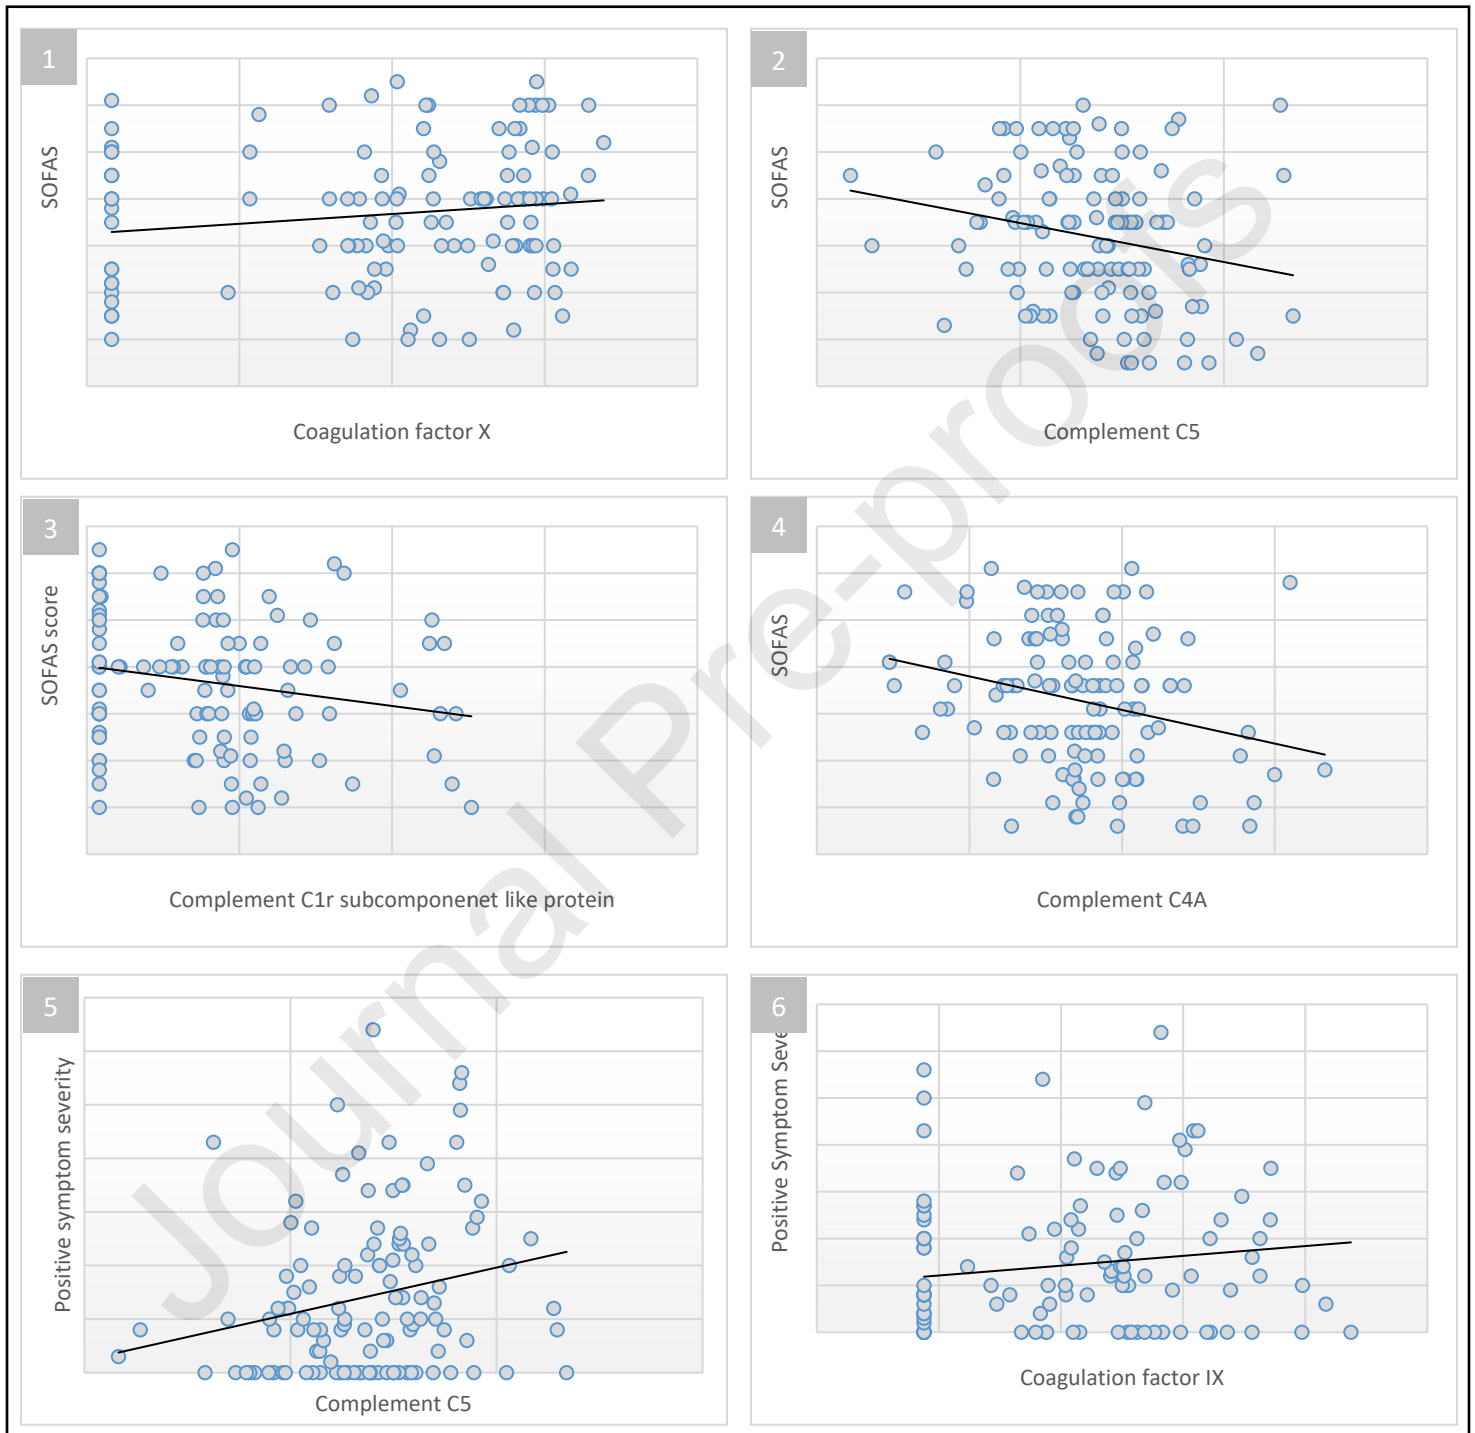 1
SOFAS
Coagulation factor X
2
SOFAS
Complement C5
3
SOFAS score
Complement C1r subcomponenet like protein
4
SOFAS
Complement C4A
5
Positive symptom severity
Complement C5
6
Positive Symptom Seve
Coagulation factor IX
Journal Pre-proofs